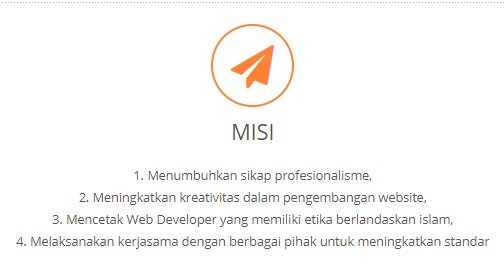 MISI
1. Menumbuhkan sikap profesionalisme,
2. Meningkatkan kreativitas dalam pengembangan website,
3. Mencetak Web Developer yang memiliki etika berlandaskan islam,
4. Melaksanakan kerjasama dengan berbagai pihak untuk meningkatkan standar